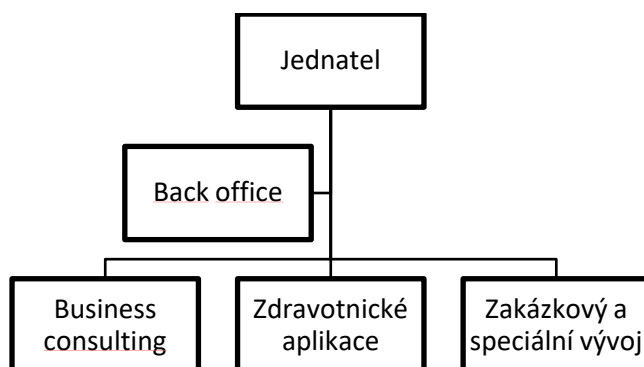 Jednatel
Back office
Business
consulting
Zdravotnické
aplikace
Zakázkový a
speciální vývoj